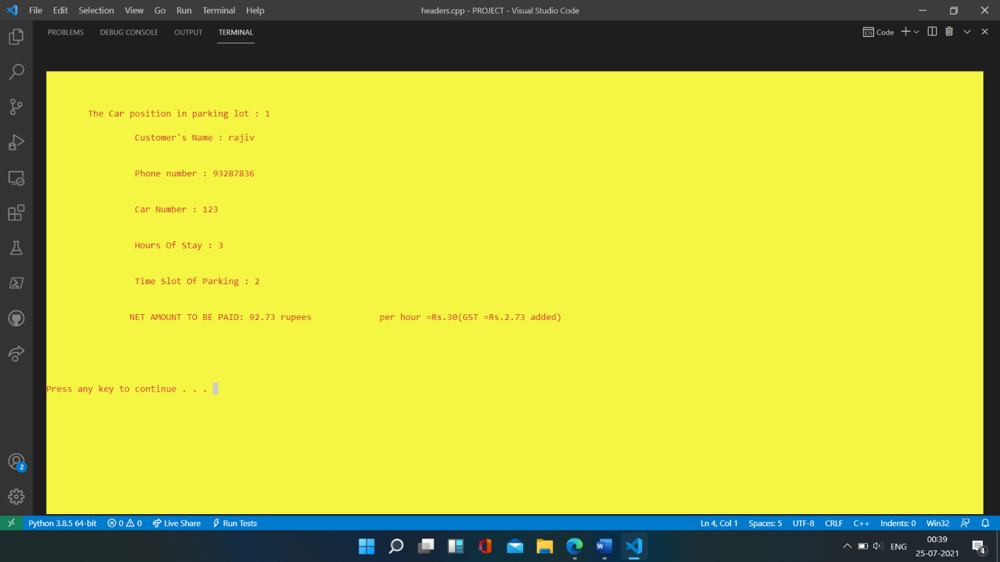 File Edit Selection View Go Run Terminal Help
headers.cpp - PROJECT - Visual Studio Code
PROBLEMS DEBUG CONSOLE OUTPUT TERMINAL
Code
The Car position in parking lot : 1
Customer's Name : rajiv
Phone number : 93287836
Car Number : 123
Hours Of Stay : 3
Time Slot Of Parking : 2
NET AMOUNT TO BE PAID: 92.73 rupees per hour =Rs.30(GST =Rs.2.73 added)
Press any key to continue . . .
2
Python 3.8.5 64-bit 0 0 Live Share Run Tests Ln 4, Col 1 Spaces: 5 UTF-8 CRLF C++ Indents: 0 Win32
ENG
00:39
25-07-2021
4